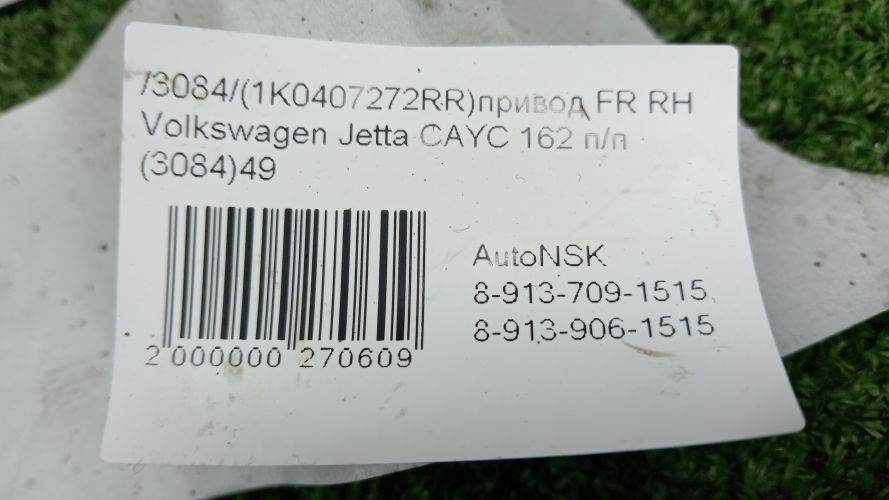 /3084/(1K0407272RR)привод FR RH
Volkswagen Jetta CAYC 162 п/п
(3084)49
AutoNSK
8-913-709-1515,
8-913-906-1515
2 000000 270609